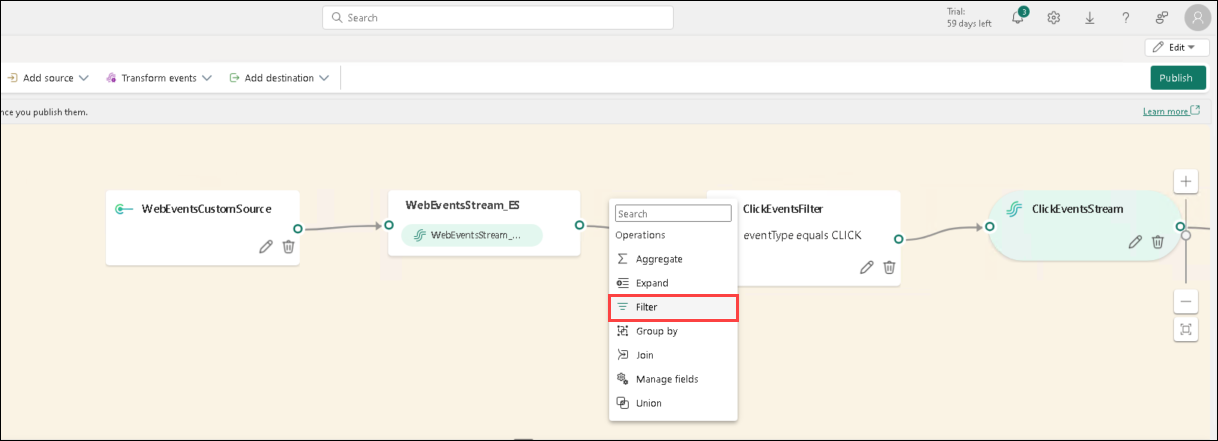 Search
Trial:
59 days left
3
?
Edit
Add source
Transform events
Add destination
Publish
nce you publish them.
Learn more
WebEventsCustomSource
WebEventsStream_ES
WebEventsStream_...
Search
Operations
Aggregate
Expand
Filter
Group by
Join
Manage fields
Union
ClickEventsFilter
eventType equals CLICK
ClickEventsStream